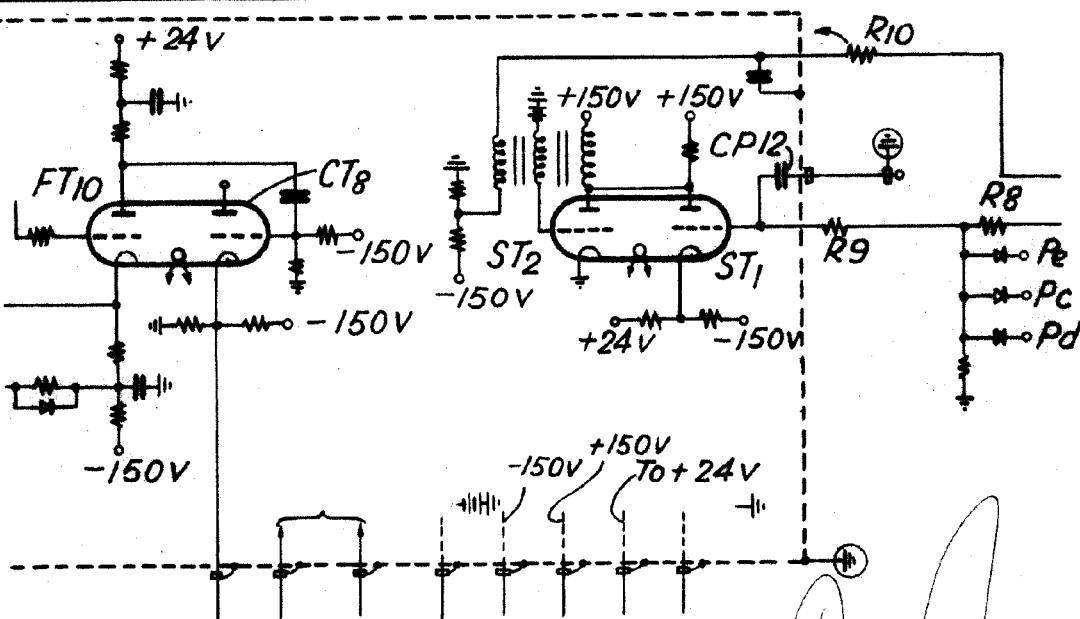 +24V
R10
+150V +150V
CP12
FT10
CT8
R8
-150V
ST2
ST1
R9
Pe
-150V
Pc
-150V
+24V
-150V
Pd
-150V
-150V
+150V
To +24V